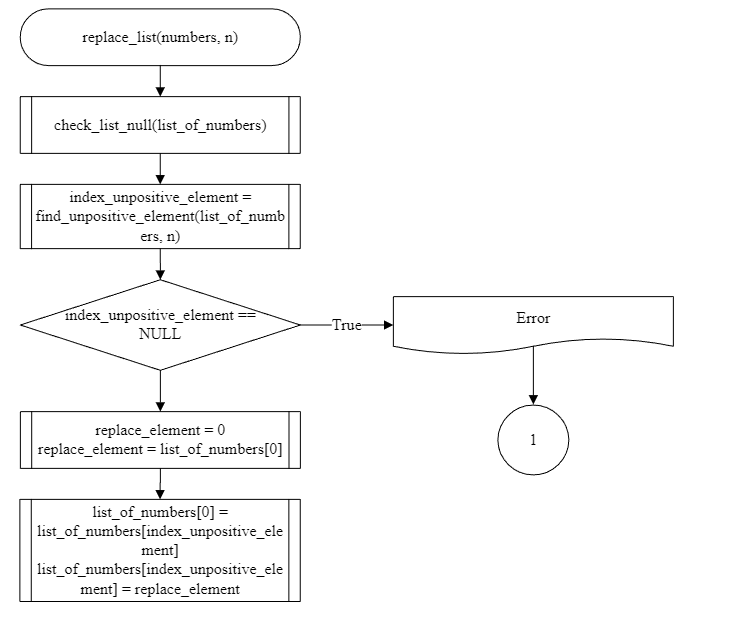 replace_list(numbers, n)
check_list_null(list_of_numbers)
index_unpositive_element =
find_unpositive_element(list_of_numb
ers, n)
index_unpositive_element ==
NULL
True
Error
replace_element = 0
replace_element = list_of_numbers[0]
1
list_of_numbers[0] =
list_of_numbers[index_unpositive_ele
ment]
list_of_numbers[index_unpositive_ele
ment] = replace_element